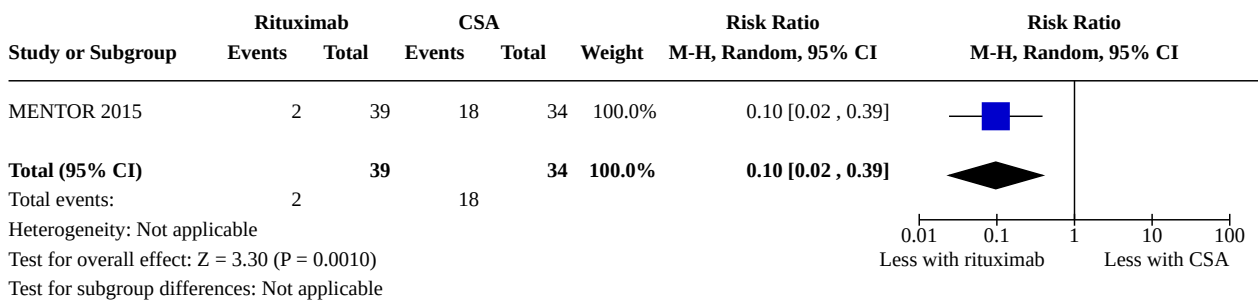 Rituximab CSA Risk Ratio Risk Ratio
Study or Subgroup Events Total Events Total Weight M-H, Random, 95% CI M-H, Random, 95% CI
MENTOR 2015 2 39 18 34 100.0% 0.10 [0.02 , 0.39]
Total (95% CI) 39 34 100.0% 0.10 [0.02 , 0.39]
Total events: 2 18
Heterogeneity: Not applicable
0.01 0.1 1 10 100
Test for overall effect: Z = 3.30 (P = 0.0010) Less with rituximab Less with CSA
Test for subgroup differences: Not applicable